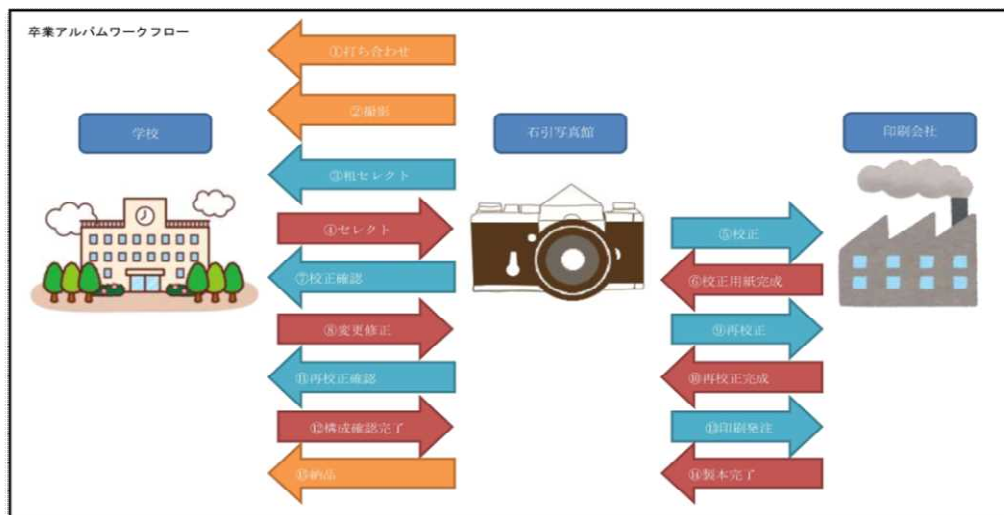 卒業アルバムワークフロー
①打ち合わせ
②撮影
学校
石引写真館
印刷会社
③粗セレクト
④セレクト
⑤校正
⑦校正確認
⑥校正用紙完成
⑧変更修正
⑨再校正
⑪再校正確認
⑩再校正完成
⑫構成確認完了
⑬印刷発注
⑮納品
⑭製本完了